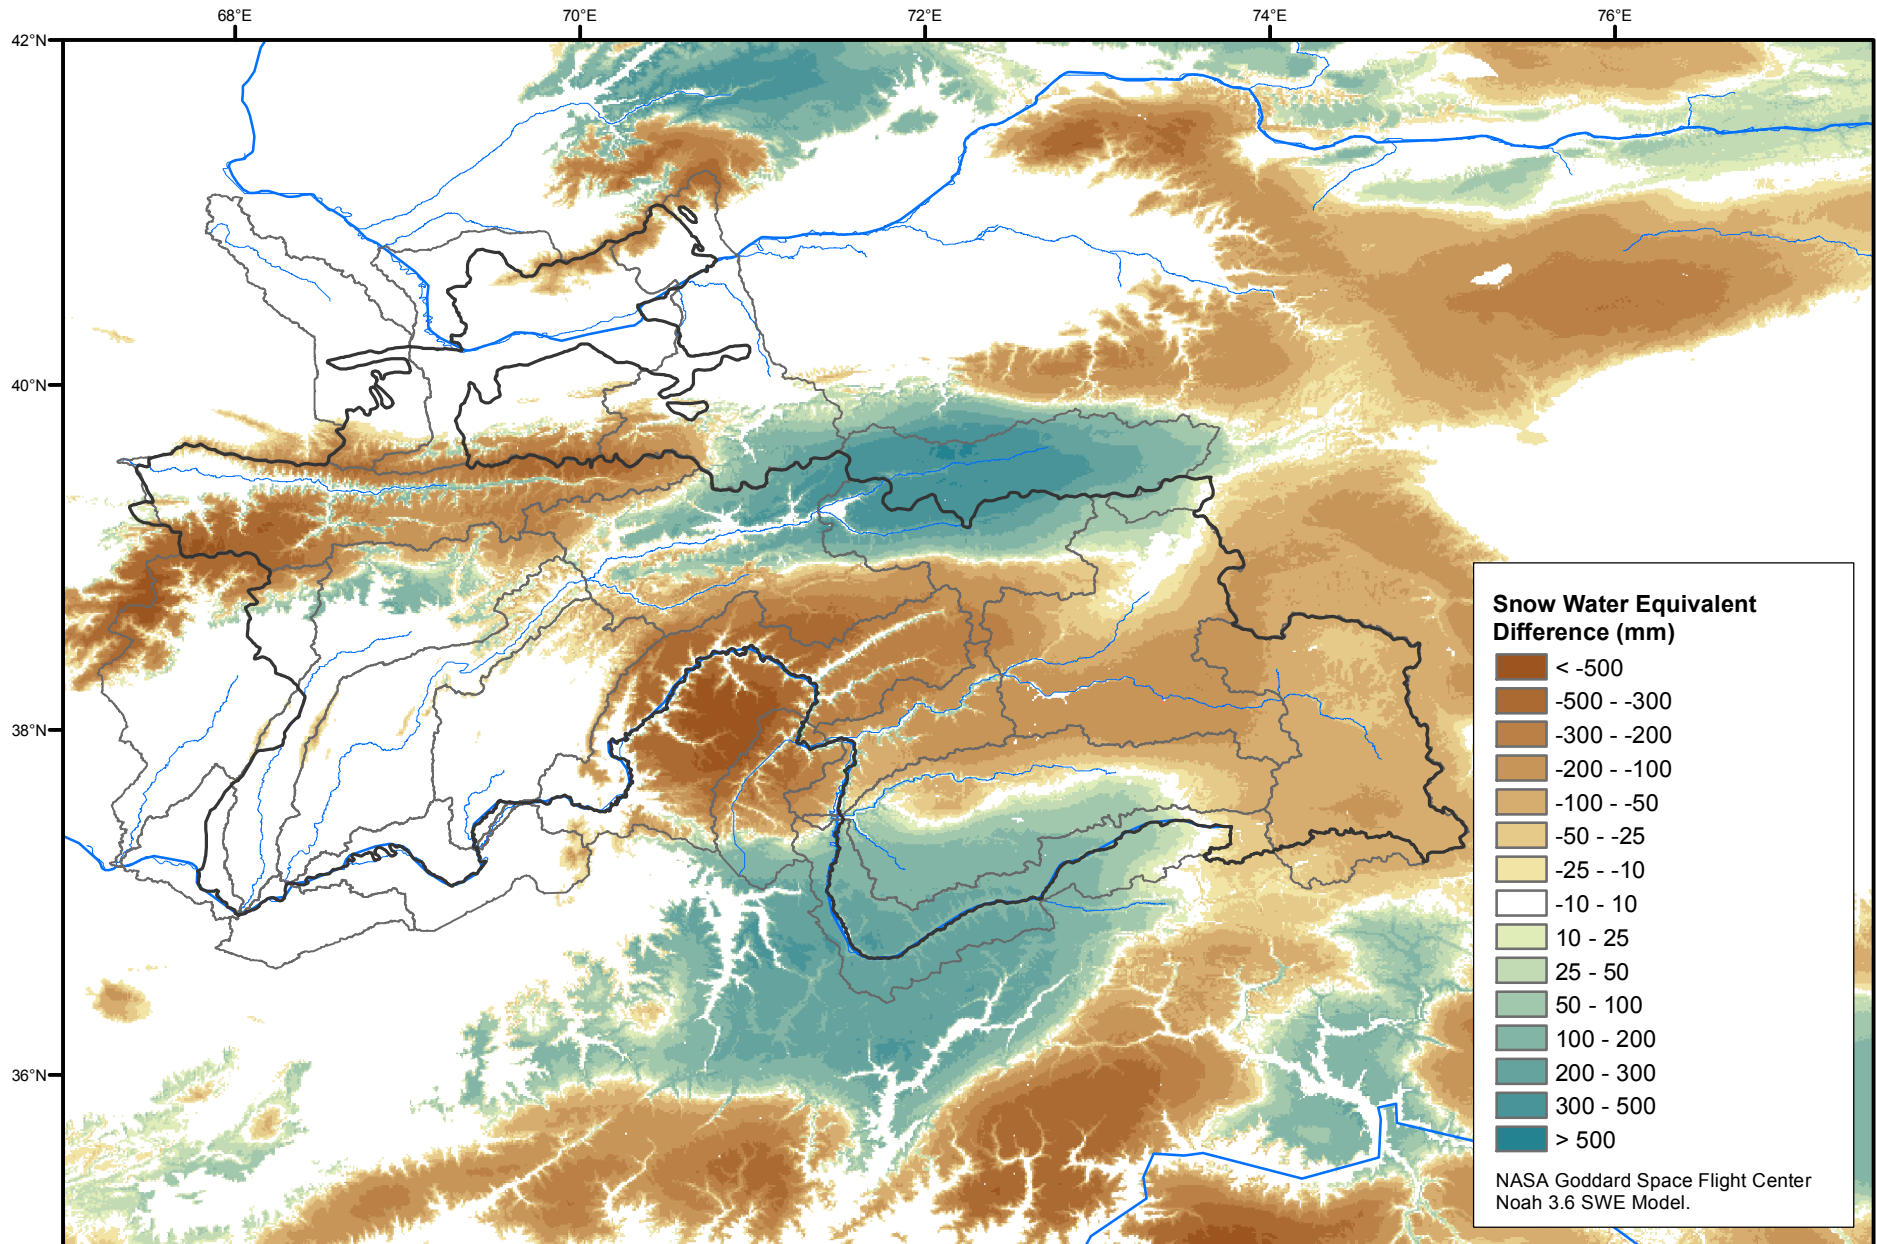 68°E 70°E 72°E 74°E 76°E
42°N
40°N
38°N
36°N
Snow Water Equivalent
Difference (mm)
< -500
-500 - -300
-300 - -200
-200 - -100
-100 - -50
-50 - -25
-25 - -10
-10 - 10
10 - 25
25 - 50
50 - 100
100 - 200
200 - 300
300 - 500
> 500
NASA Goddard Space Flight Center
Noah 3.6 SWE Model.